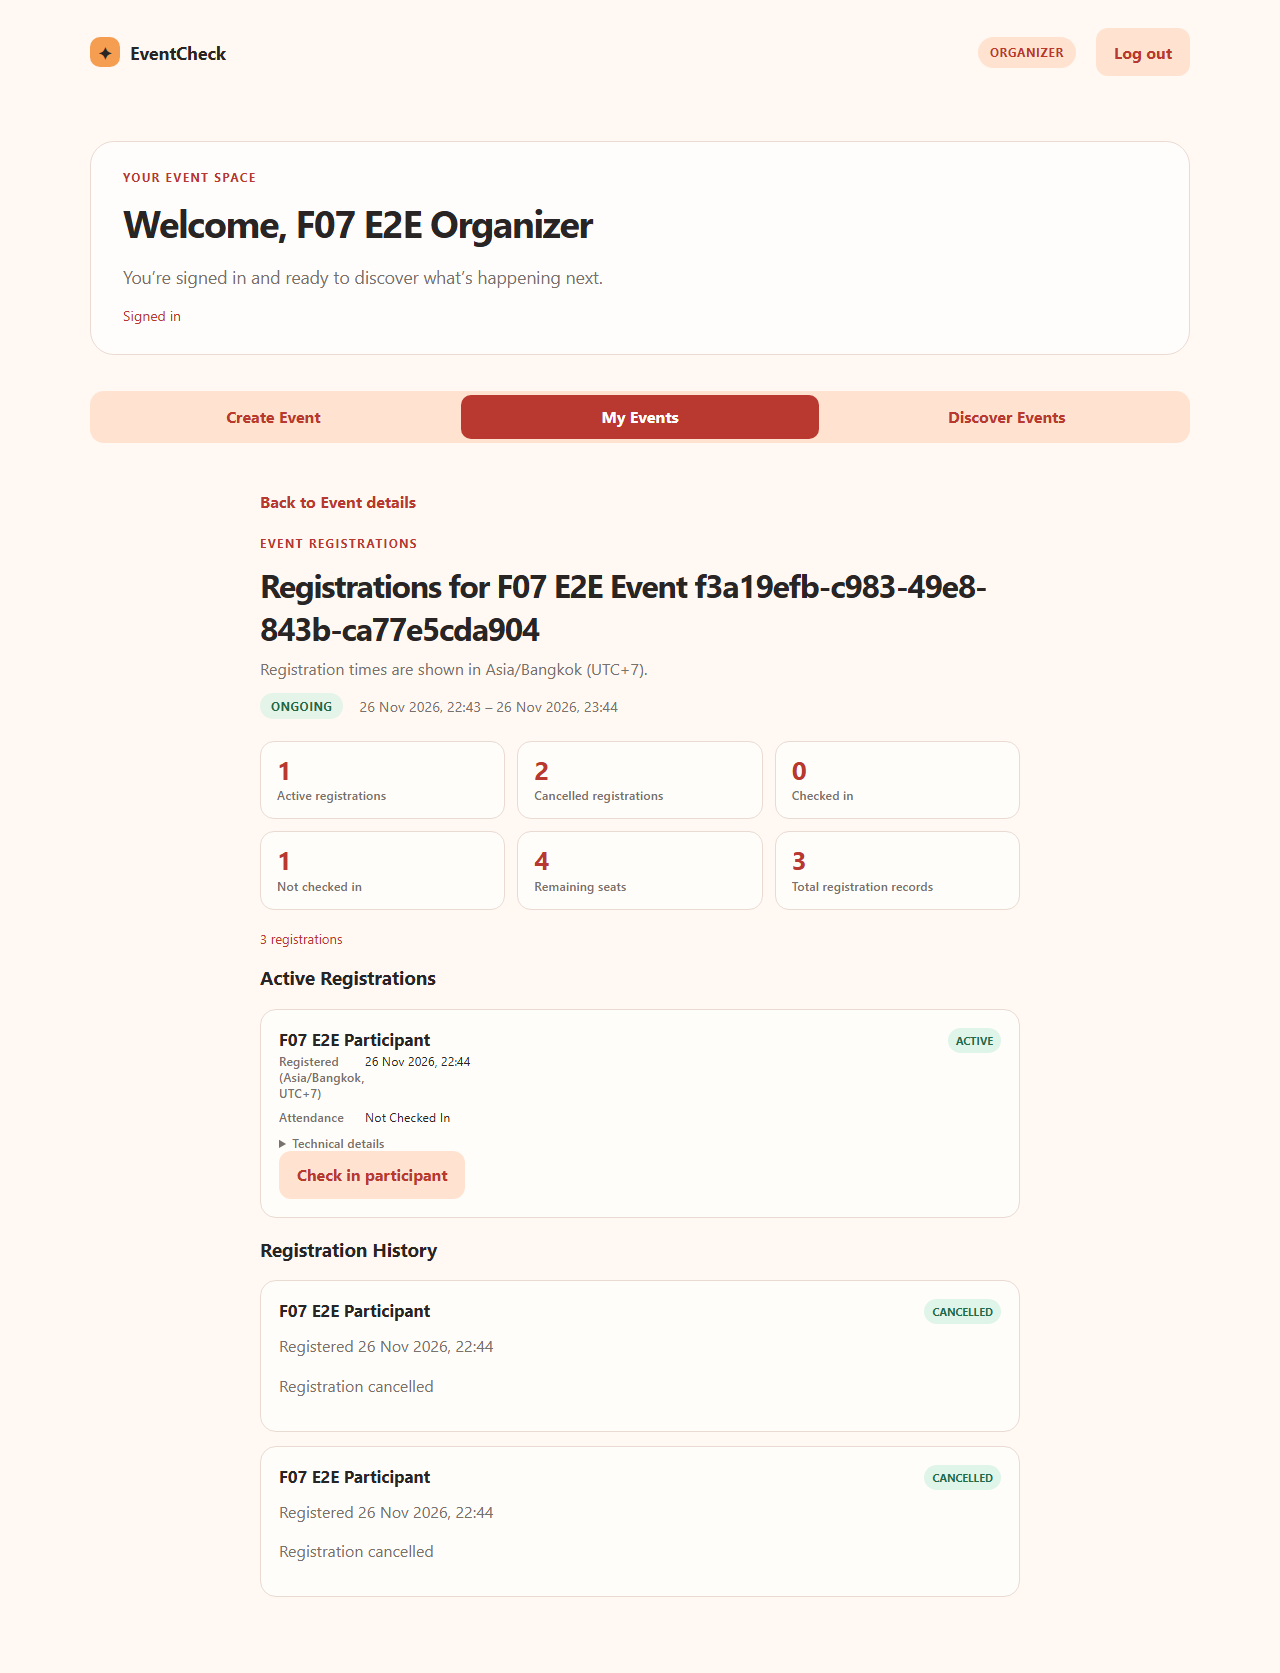 EventCheck
ORGANIZER
Log out
YOUR EVENT SPACE
Welcome, F07 E2E Organizer
You’re signed in and ready to discover what’s happening next.
Signed in
Create Event
My Events
Discover Events
Back to Event details
EVENT REGISTRATIONS
Registrations for F07 E2E Event f3a19efb-c983-49e8-
843b-ca77e5cda904
Registration times are shown in Asia/Bangkok (UTC+7).
ONGOING
26 Nov 2026, 22:43 – 26 Nov 2026, 23:44
1
Active registrations
2
Cancelled registrations
0
Checked in
1
Not checked in
4
Remaining seats
3
Total registration records
3 registrations
Active Registrations
F07 E2E Participant
ACTIVE
Registered
(Asia/Bangkok,
UTC+7)
26 Nov 2026, 22:44
Attendance
Not Checked In
Technical details
Check in participant
Registration History
F07 E2E Participant
CANCELLED
Registered 26 Nov 2026, 22:44
Registration cancelled
F07 E2E Participant
CANCELLED
Registered 26 Nov 2026, 22:44
Registration cancelled